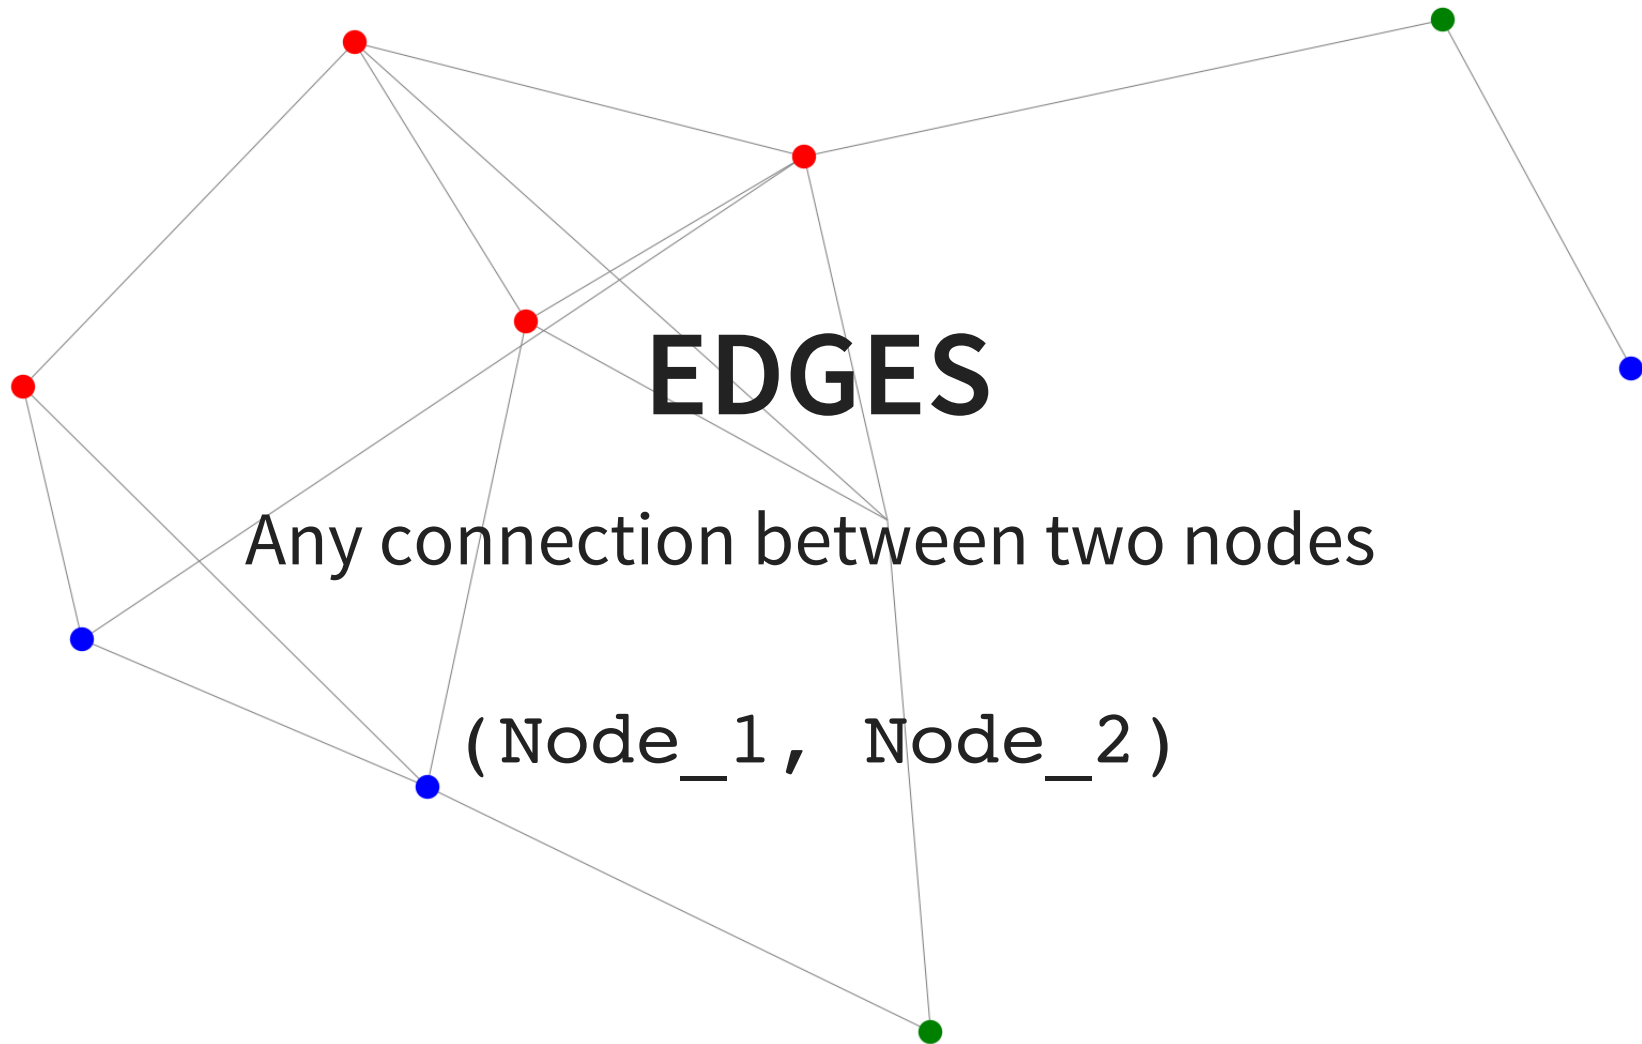 EDGES
Any connection between two nodes
(Node_1, Node_2)